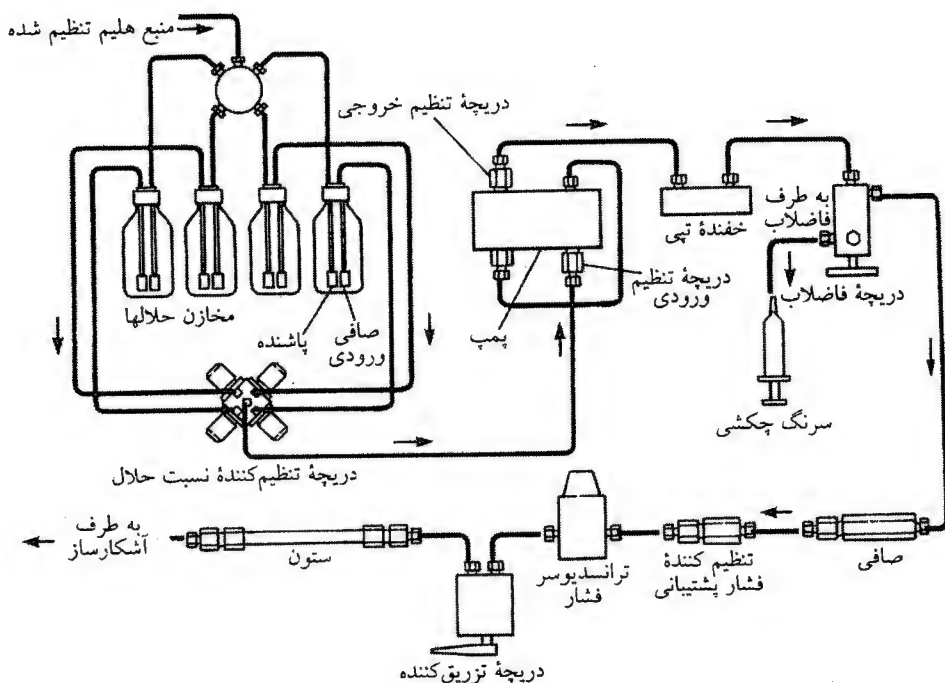 منبع هلیم تنظیم شده
دریچهٔ تنظیم خروجی
به طرف
فاضلاب
خفندهٔ تپی
دریچهٔ تنظیم
ورودی
دریچهٔ فاضلاب
مخازن حلالها
پاشنده
صافی
ورودی
پمپ
سرنگ چکشی
دریچهٔ تنظیم‌کنندهٔ نسبت حلال
به طرف
آشکارساز
ستون
ترانسدیوسر
فشار
تنظیم کنندهٔ
فشار پشتیبانی
صافی
دریچهٔ تزریق‌کننده